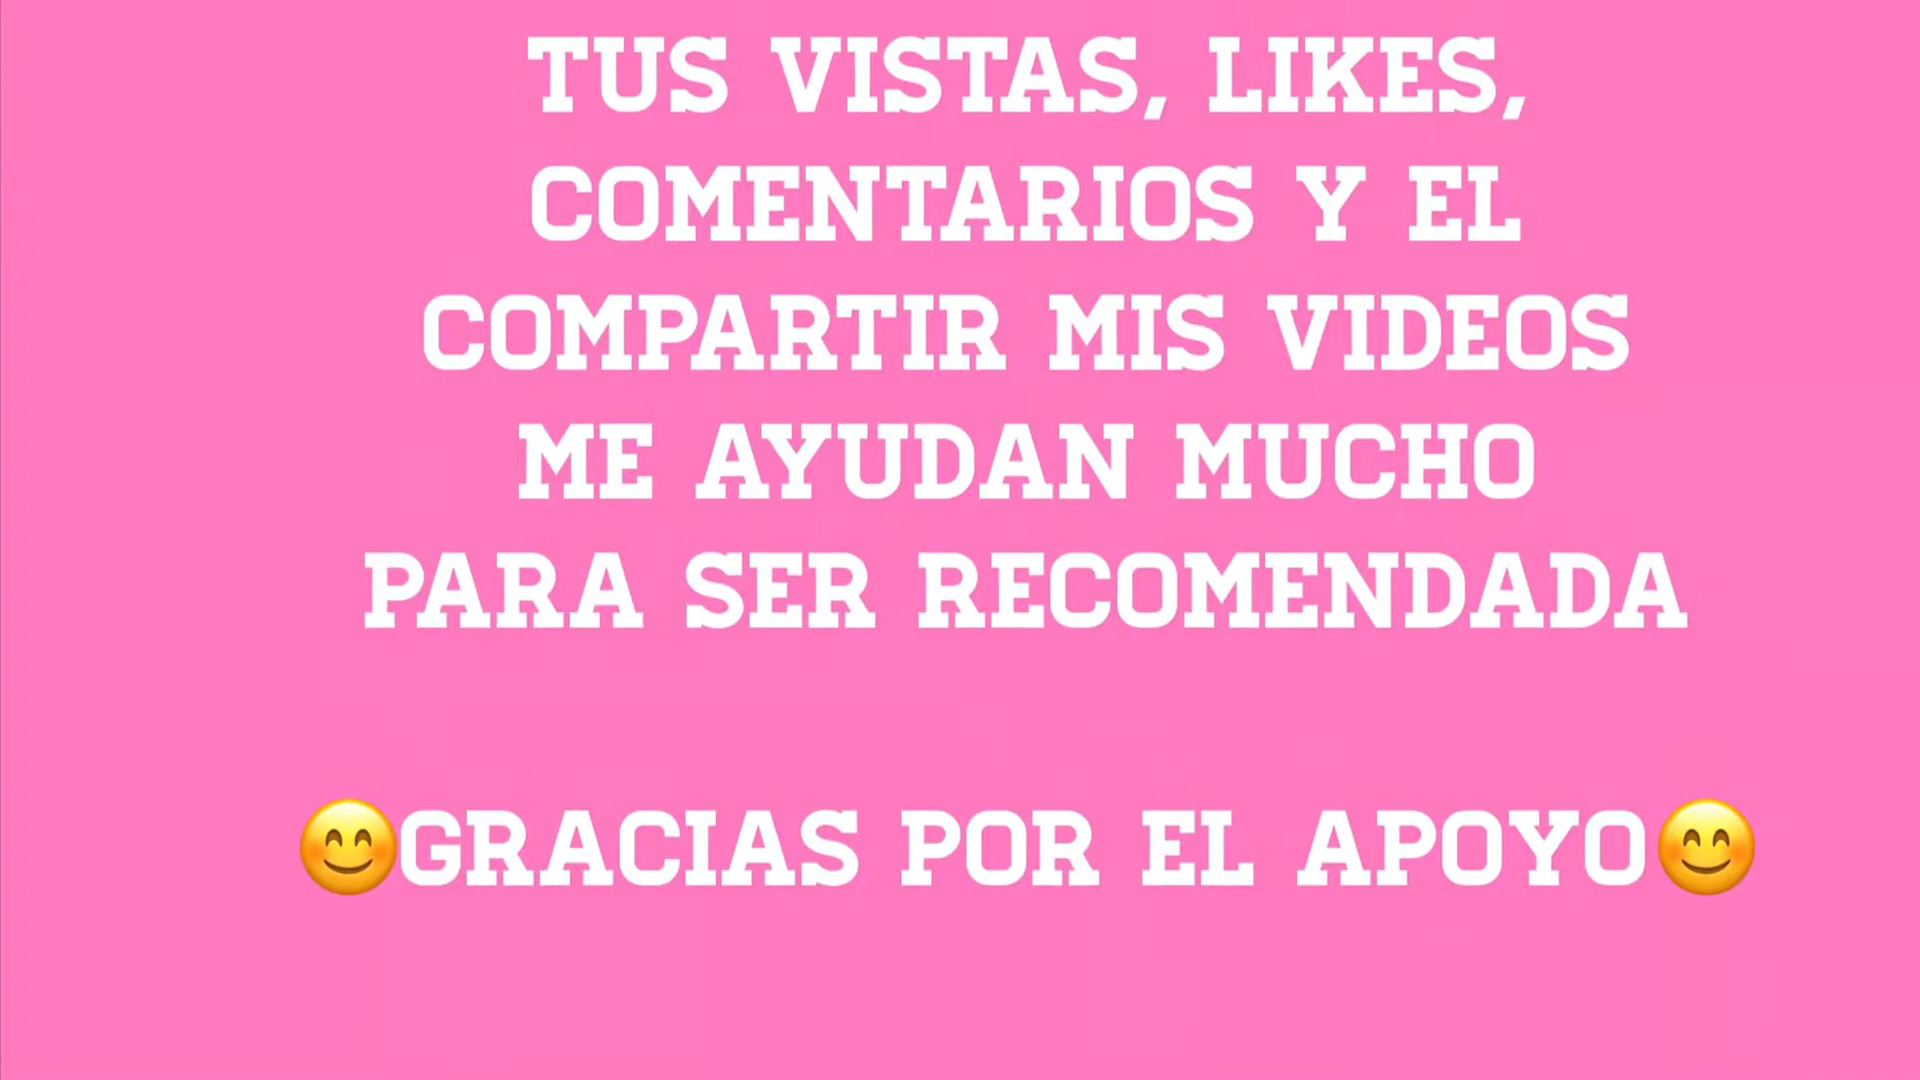 TUS VISTAS, LIKES,
COMENTARIOS Y EL
COMPARTIR MIS VIDEOS
ME AYUDAN MUCHO
PARA SER RECOMENDADA
😊GRACIAS POR EL APOYO😊